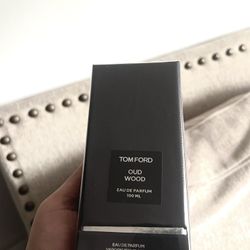 TOM FORD
OUD
WOOD
EAU DE PARFUM
100 ML
EAU DE PARFUM